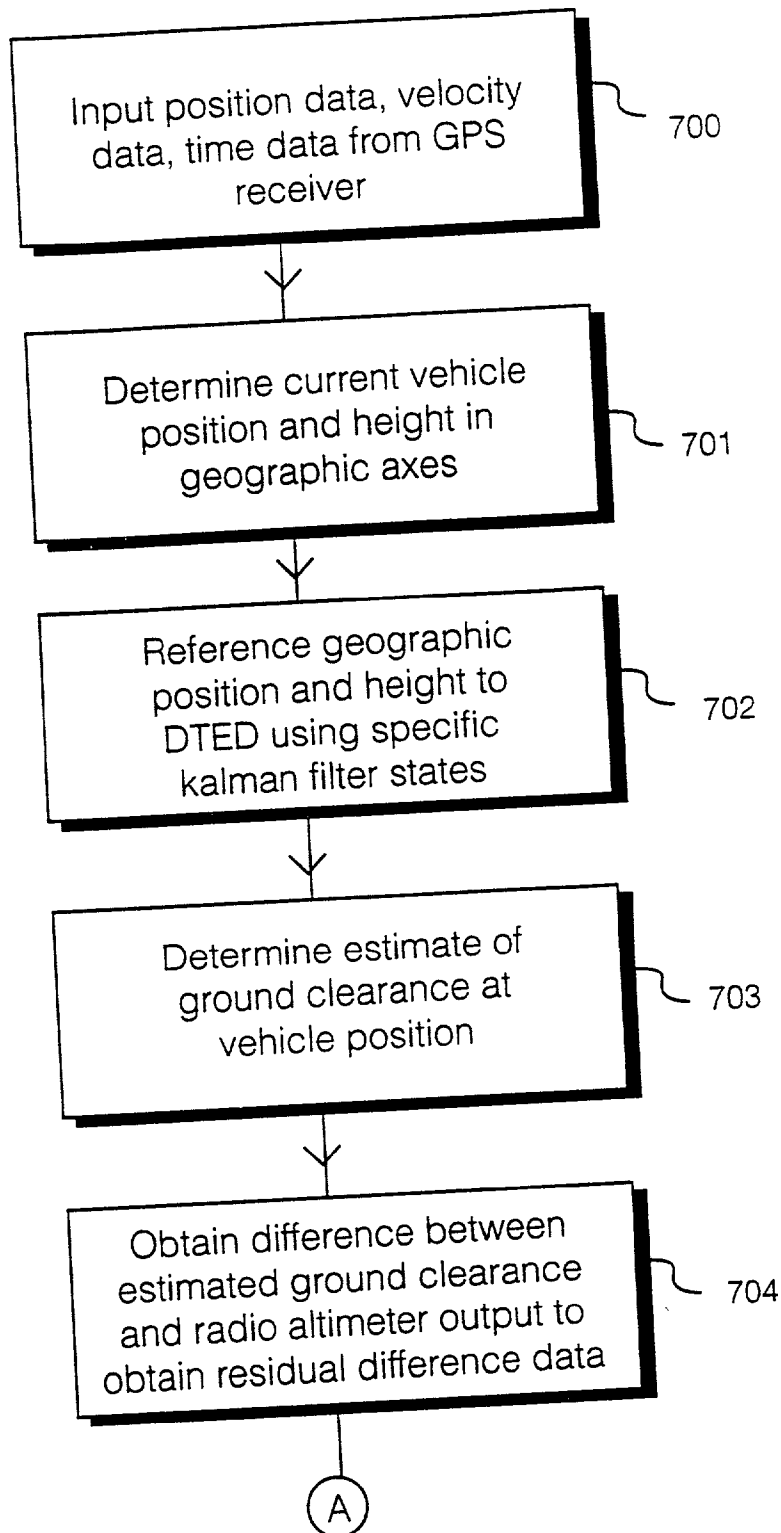 Input position data, velocity
data, time data from GPS
receiver
700
Determine current vehicle
position and height in
geographic axes
701
Reference geographic
position and height to
DTED using specific
kalman filter states
702
Determine estimate of
ground clearance at
vehicle position
703
Obtain difference between
estimated ground clearance
and radio altimeter output to
obtain residual difference data
704
A